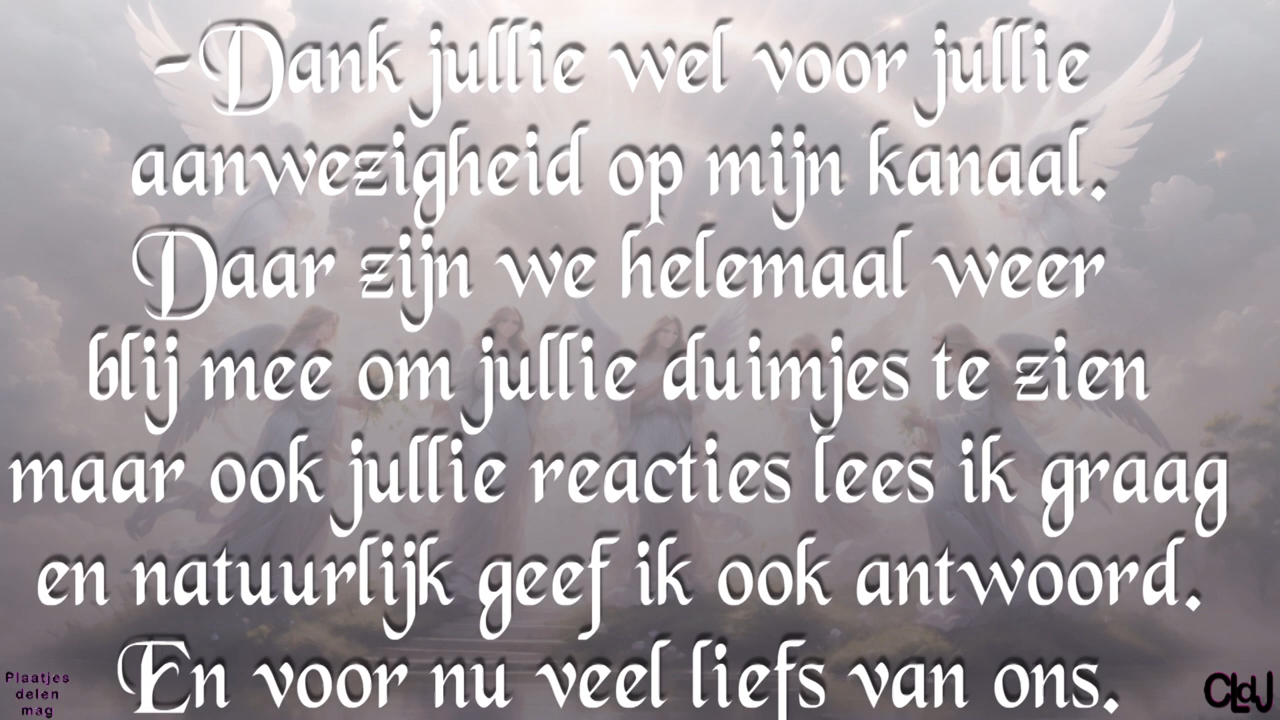 -Dank jullie wel voor jullie
aanwezigheid op mijn kanaal.
Daar zijn we helemaal weer
blij mee om jullie duimjes te zien
maar ook jullie reacties lees ik graag
en natuurlijk geef ik ook antwoord.
En voor nu veel liefs van ons.
Plaatjes
delen
mag
CLdJ